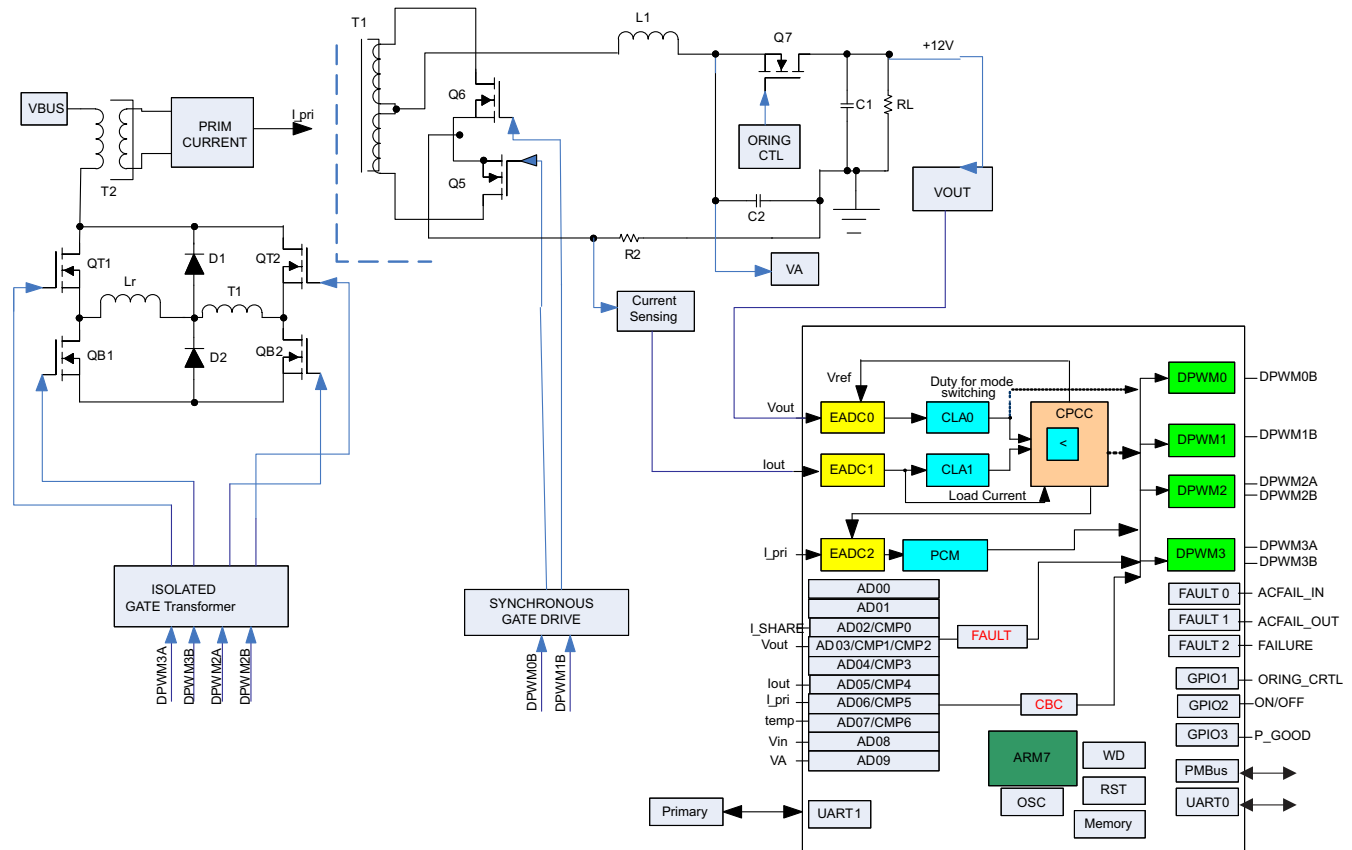 T1
L1
Q7
+12V
VBUS
PRIM
CURRENT
I_pri
T2
Q6
Q5
C1
RL
ORING
CTL
VOUT
C2
R2
VA
QT1
D1
QT2
Lr
T1
QB1
D2
QB2
Current
Sensing
Vref
Duty for mode
switching
Vout
EADC0
CLA0
CPCC
<
Iout
EADC1
CLA1
Load Current
I_pri
EADC2
PCM
DPWM0
DPWM0B
DPWM1
DPWM1B
DPWM2
DPWM2A
DPWM2B
DPWM3
DPWM3A
DPWM3B
ISOLATED
GATE Transformer
DPWM3A
DPWM3B
DPWM2A
DPWM2B
SYNCHRONOUS
GATE DRIVE
DPWM0B
DPWM1B
AD00
AD01
I_SHARE
AD02/CMP0
Vout
AD03/CMP1/CMP2
AD04/CMP3
Iout
AD05/CMP4
I_pri
AD06/CMP5
temp
AD07/CMP6
Vin
AD08
VA
AD09
FAULT
CBC
FAULT 0
ACFAIL_IN
FAULT 1
ACFAIL_OUT
FAULT 2
FAILURE
GPIO1
ORING_CRTL
GPIO2
ON/OFF
GPIO3
P_GOOD
ARM7
WD
RST
OSC
Memory
PMBus
UART0
Primary
UART1